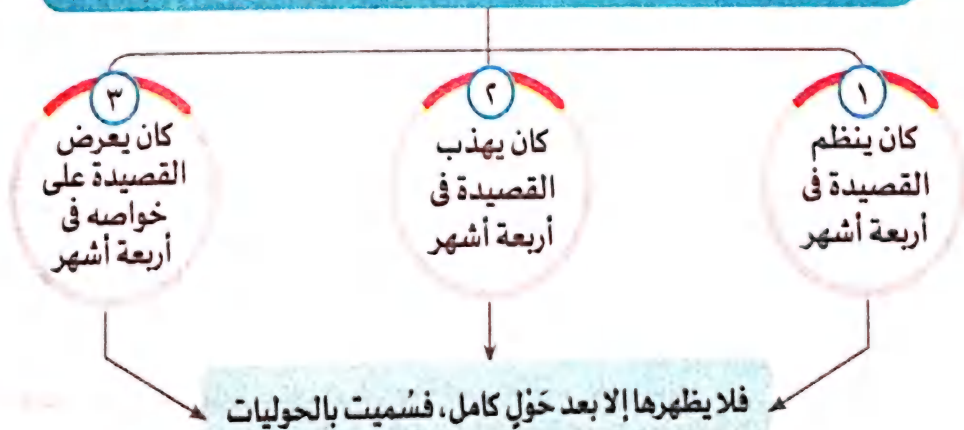 ١
كان ينظم
القصيدة فى
أربعة أشهر
٢
كان يهذب
القصيدة فى
أربعة أشهر
٣
كان يعرض
القصيدة على
خواصه فى
أربعة أشهر
فلا يظهرها إلا بعد حَوْلٍ كامل، فسُميت بالحوليات